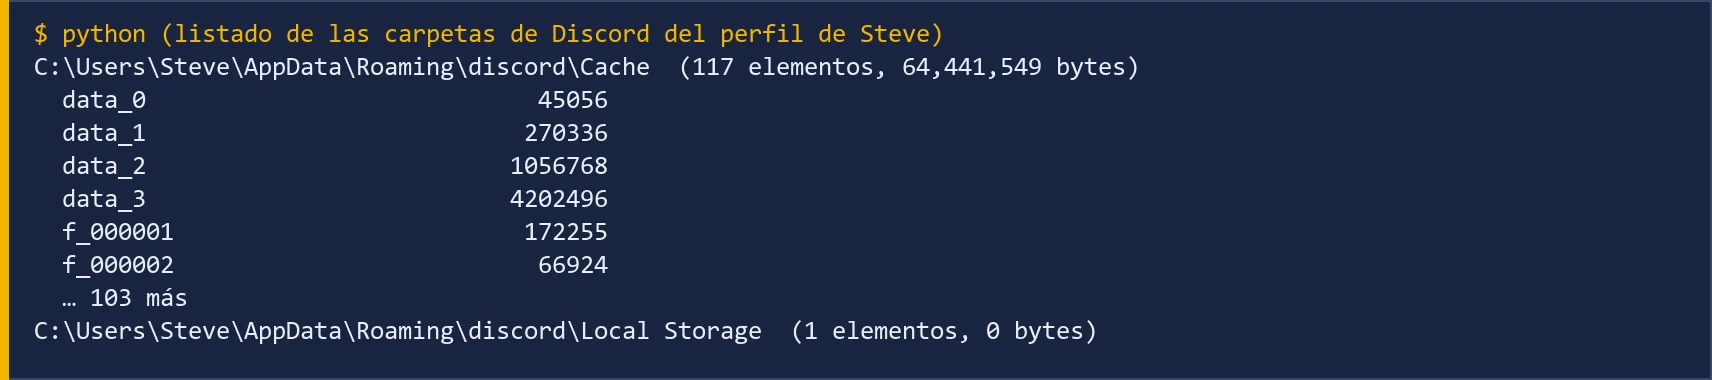 $ python (listado de las carpetas de Discord del perfil de Steve)
C:\Users\Steve\AppData\Roaming\discord\Cache  (117 elementos, 64,441,549 bytes)
data_0 45056
data_1 270336
data_2 1056768
data_3 4202496
f_000001 172255
f_000002 66924
… 103 más
C:\Users\Steve\AppData\Roaming\discord\Local Storage  (1 elementos, 0 bytes)